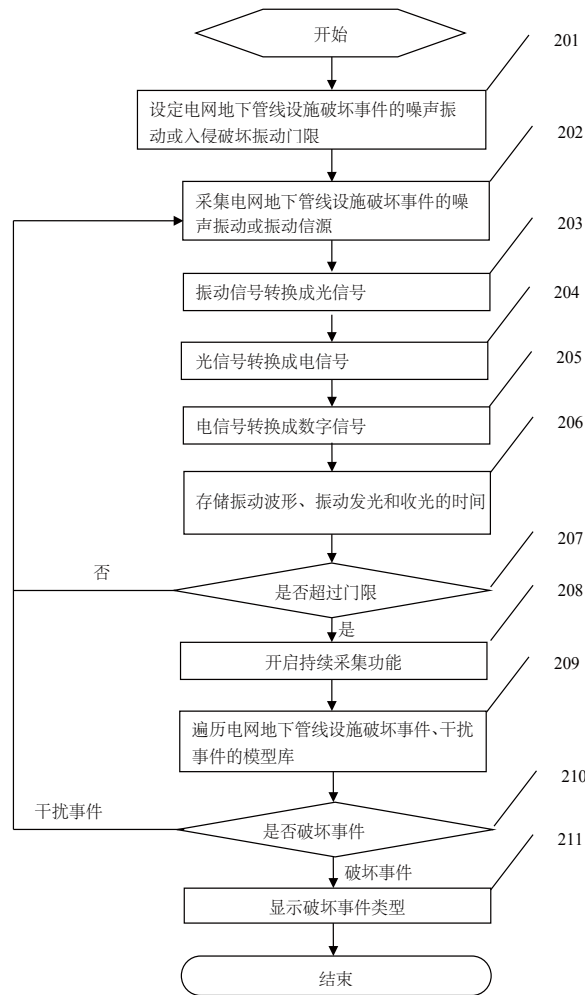 开始
201
设定电网地下管线设施破坏事件的噪声振
动或入侵破坏振动门限
202
采集电网地下管线设施破坏事件的噪
声振动或振动信源
203
振动信号转换成光信号
204
光信号转换成电信号
205
电信号转换成数字信号
206
存储振动波形、振动发光和收光的时间
207
否
是否超过门限
208
是
开启持续采集功能
209
遍历电网地下管线设施破坏事件、干扰
事件的模型库
210
干扰事件
是否破坏事件
211
破坏事件
显示破坏事件类型
结束